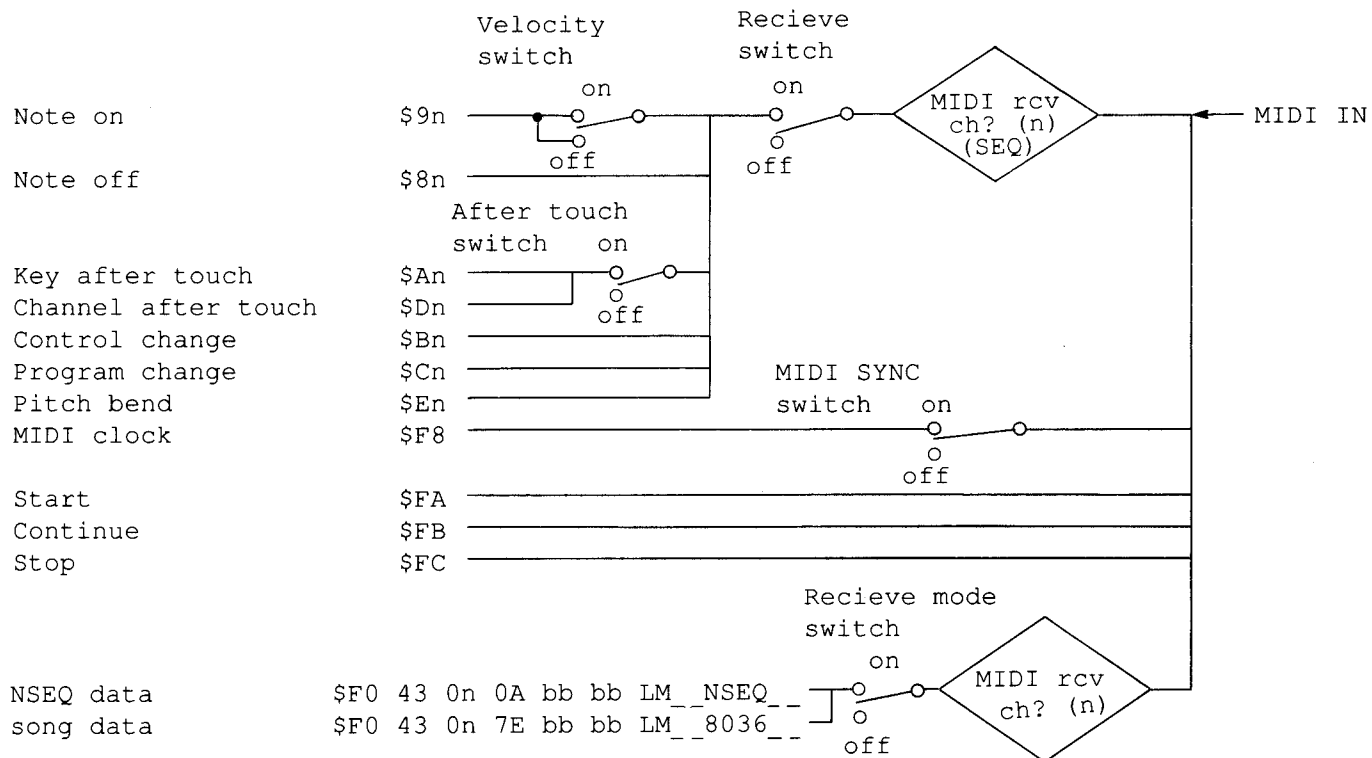 Velocity switch
Recieve switch
on
on
Note on $9n
MIDI rcv ch? (n) (SEQ)
MIDI IN
off
off
Note off $8n
After touch switch on
Key after touch $An
Channel after touch $Dn
off
Control change $Bn
Program change $Cn
MIDI SYNC switch on
Pitch bend $En
MIDI clock $F8
off
Start $FA
Continue $FB
Stop $FC
Recieve mode switch
on
MIDI rcv ch? (n)
NSEQ data $F0 43 0n 0A bb bb LM__NSEQ__
song data $F0 43 0n 7E bb bb LM__8036__
off